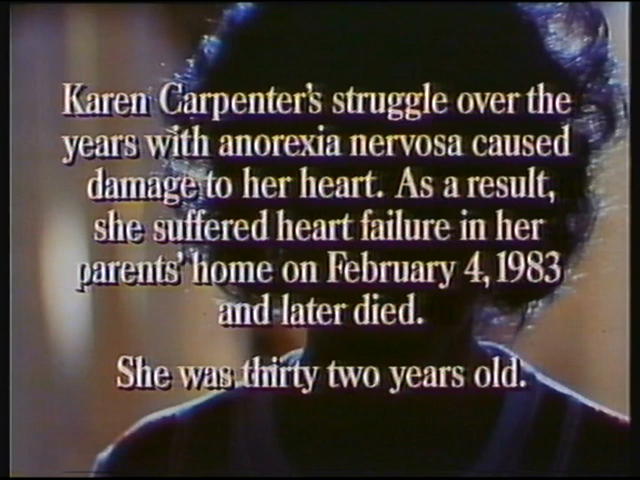 Karen Carpenter's struggle over the
years with anorexia nervosa caused
damage to her heart. As a result,
she suffered heart failure in her
parents' home on February 4, 1983
and later died.
She was thirty two years old.